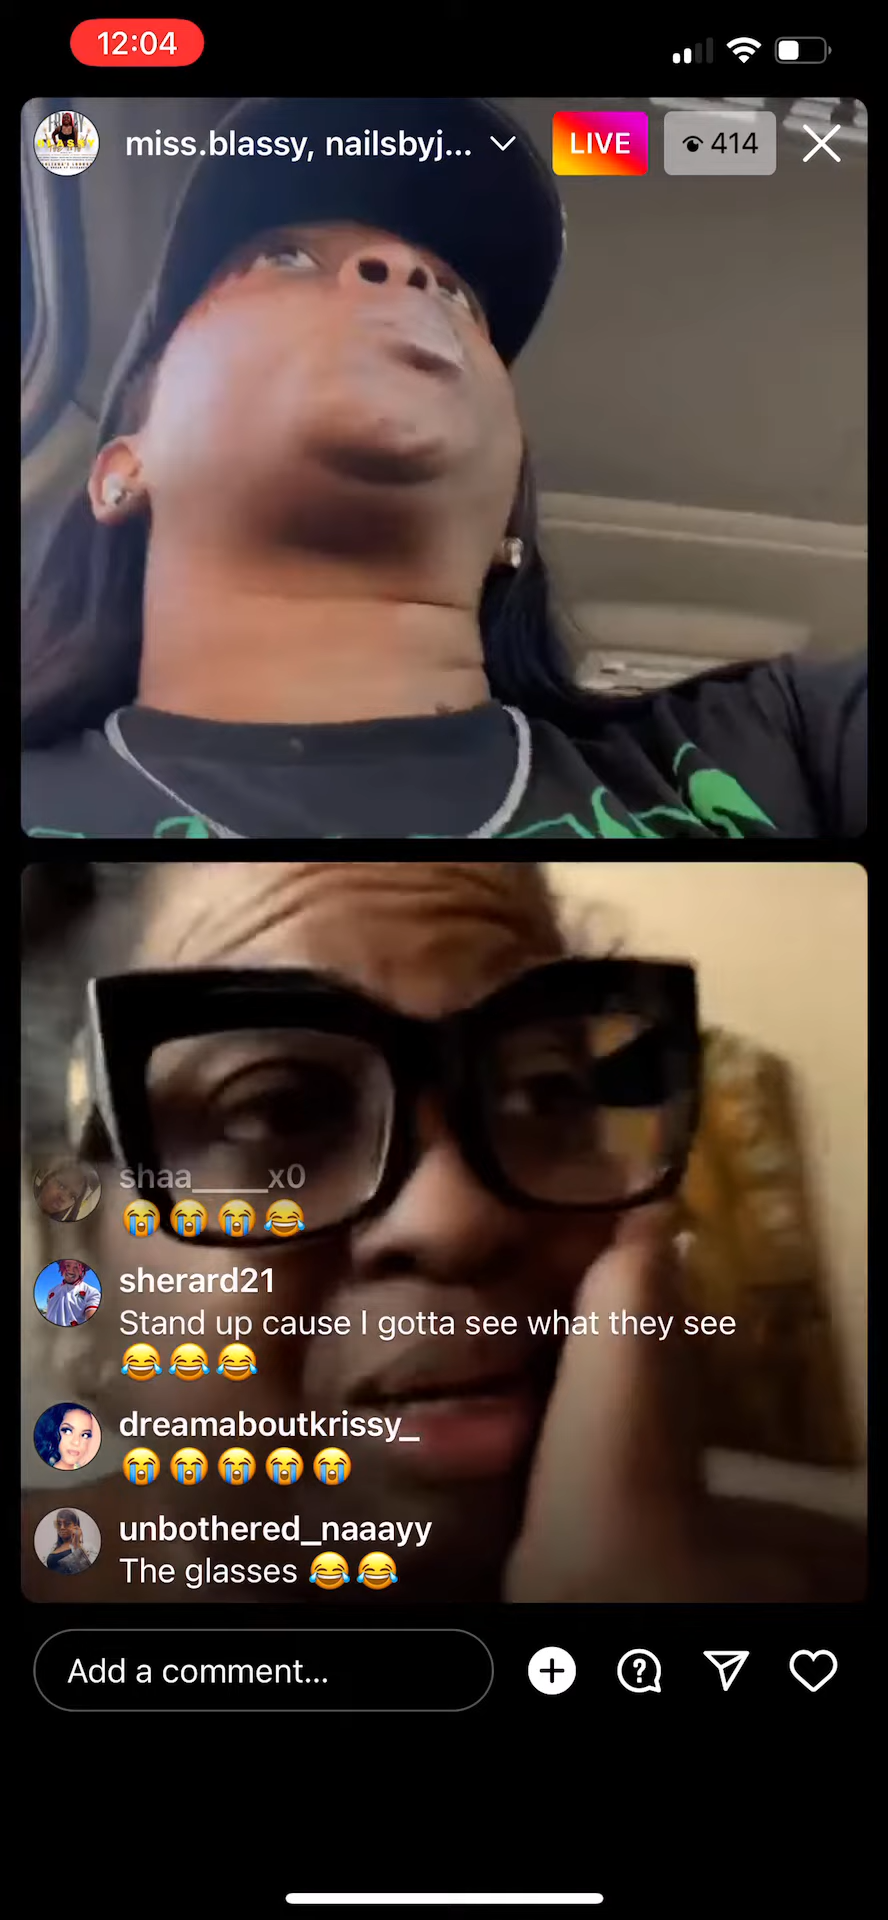 12:04
miss.blassy, nailsbyj...
LIVE
414
shaa_____x0
😭😭😭😂
sherard21
Stand up cause I gotta see what they see
😂😂😂
dreamaboutkrissy_
😭😭😭😭😭
unbothered_naaayy
The glasses 😂😂
Add a comment...